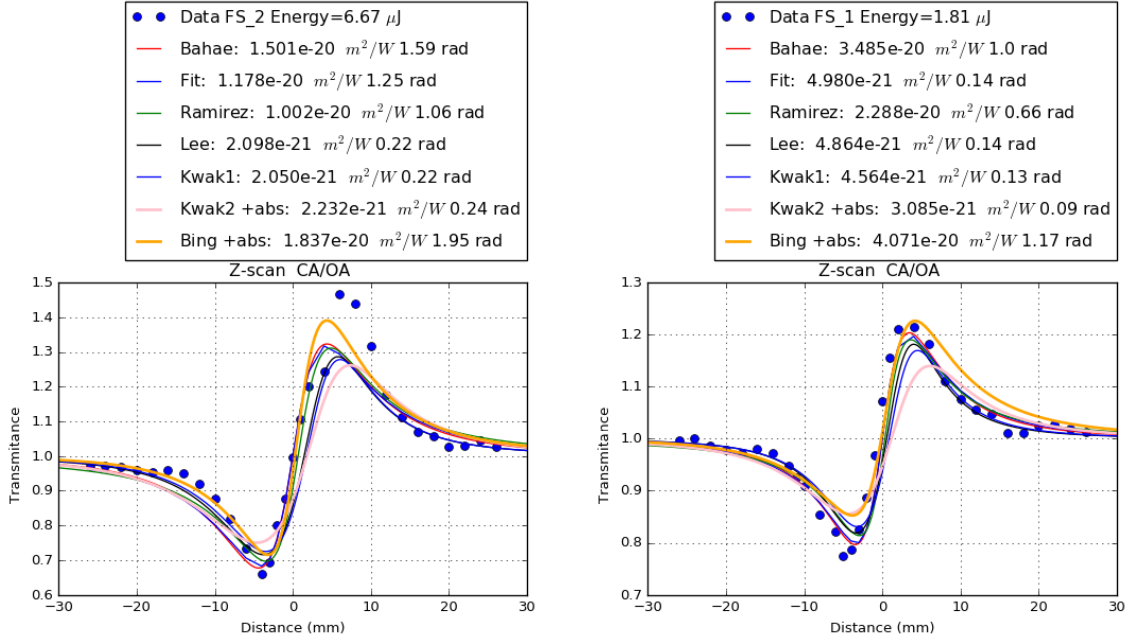 Data FS_2 Energy=6.67 μJ
Bahae: 1.501e-20 m²/W 1.59 rad
Fit: 1.178e-20 m²/W 1.25 rad
Ramirez: 1.002e-20 m²/W 1.06 rad
Lee: 2.098e-21 m²/W 0.22 rad
Kwak1: 2.050e-21 m²/W 0.22 rad
Kwak2 +abs: 2.232e-21 m²/W 0.24 rad
Bing +abs: 1.837e-20 m²/W 1.95 rad
Z-scan CA/OA
1.5
1.4
1.3
1.2
1.1
1.0
0.9
0.8
0.7
0.6
Transmitance
−30
−20
−10
0
10
20
30
Distance (mm)
Data FS_1 Energy=1.81 μJ
Bahae: 3.485e-20 m²/W 1.0 rad
Fit: 4.980e-21 m²/W 0.14 rad
Ramirez: 2.288e-20 m²/W 0.66 rad
Lee: 4.864e-21 m²/W 0.14 rad
Kwak1: 4.564e-21 m²/W 0.13 rad
Kwak2 +abs: 3.085e-21 m²/W 0.09 rad
Bing +abs: 4.071e-20 m²/W 1.17 rad
Z-scan CA/OA
1.3
1.2
1.1
1.0
0.9
0.8
0.7
Transmitance
−30
−20
−10
0
10
20
30
Distance (mm)